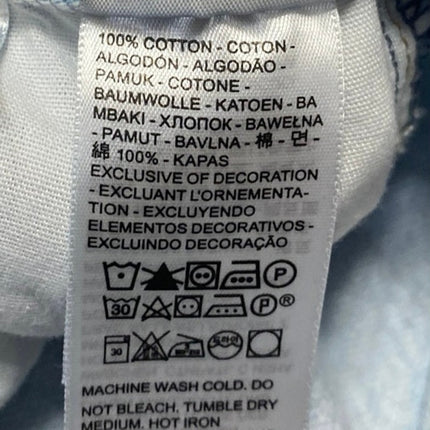 100% COTTON - COTON -
ALGODÓN - ALGODÃO -
PAMUK - COTONE -
BAUMWOLLE - KATOEN - BA
MBAKI - ХЛОПОК - BAWEŁNA
- PAMUT - BAVLNA - 棉 - 면 -
綿 100% - KAPAS
EXCLUSIVE OF DECORATION
- EXCLUANT L'ORNEMENTA-
TION - EXCLUYENDO
ELEMENTOS DECORATIVOS -
EXCLUINDO DECORAÇÃO
P
30 P®
30
MACHINE WASH COLD. DO
NOT BLEACH. TUMBLE DRY
MEDIUM. HOT IRON